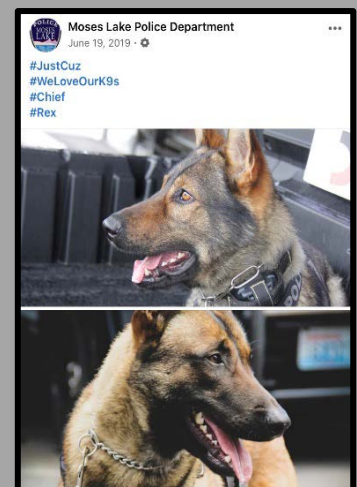 Moses Lake Police Department
June 19, 2019 ·
#JustCuz
#WeLoveOurK9s
#Chief
#Rex